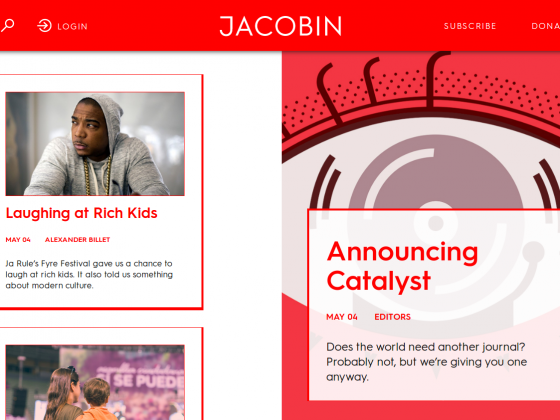 LOGIN
JACOBIN
SUBSCRIBE
DONA
Laughing at Rich Kids
MAY 04 ALEXANDER BILLET
Ja Rule's Fyre Festival gave us a chance to
laugh at rich kids. It also told us something
about modern culture.
SÍ SE PUEDE
Announcing
Catalyst
MAY 04 EDITORS
Does the world need another journal?
Probably not, but we're giving you one
anyway.